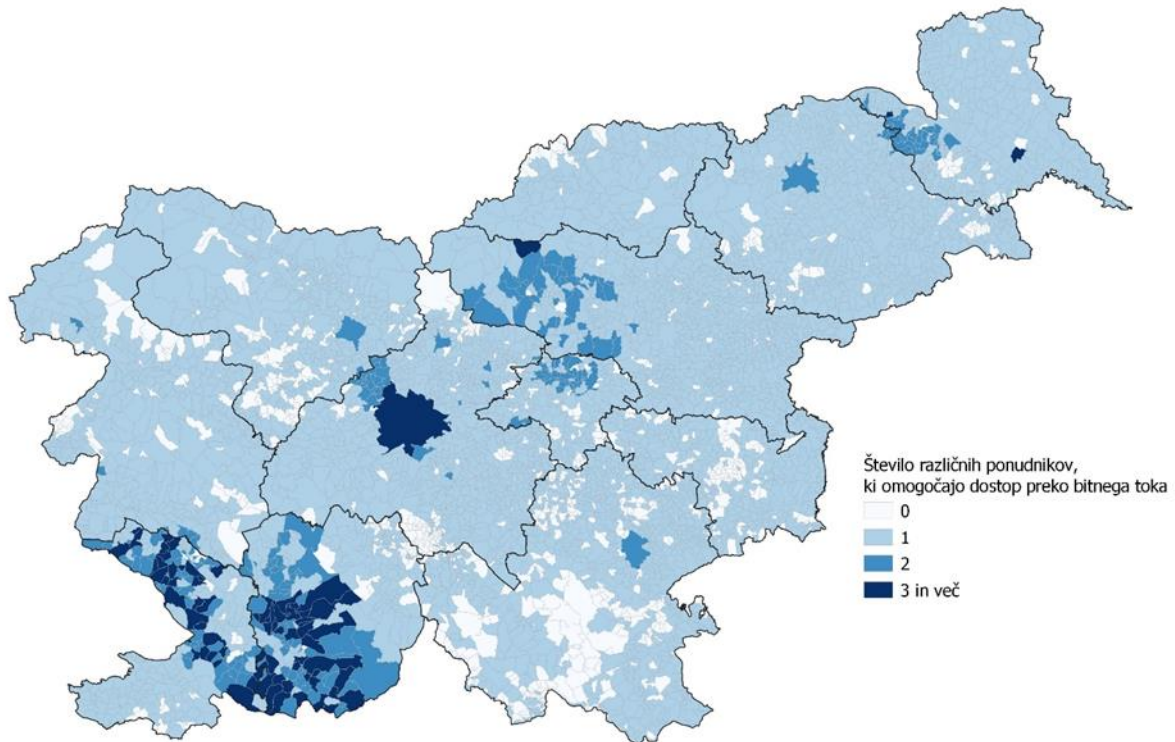 Število različnih ponudnikov,
ki omogočajo dostop preko bitnega toka
0
1
2
3 in več